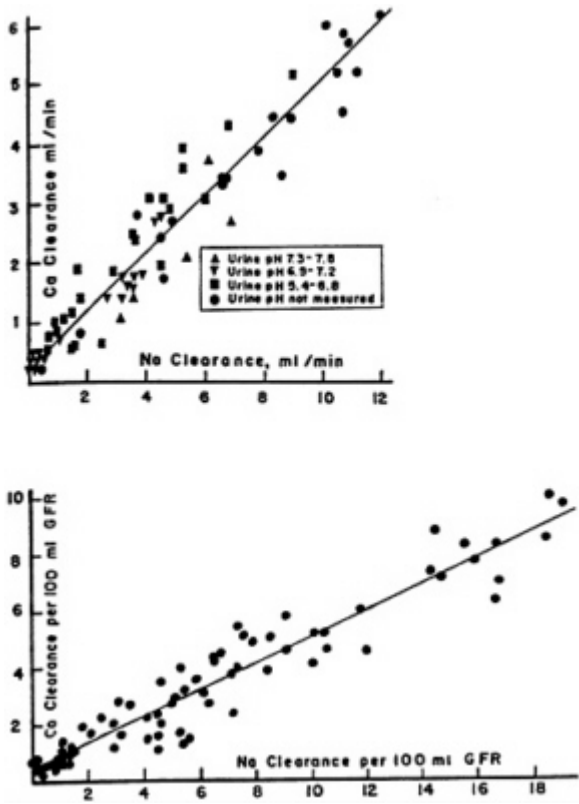 6
5
4
3
2
1
Ca Clearance ml/min
▲ Urine pH 7.3-7.8
▼ Urine pH 6.9-7.2
■ Urine pH 5.4-6.8
● Urine pH not measured
Na Clearance, ml/min
2 4 6 8 10 12
10
8
6
4
2
Ca Clearance per 100 ml GFR
Na Clearance per 100 ml GFR
2 4 6 8 10 12 14 16 18